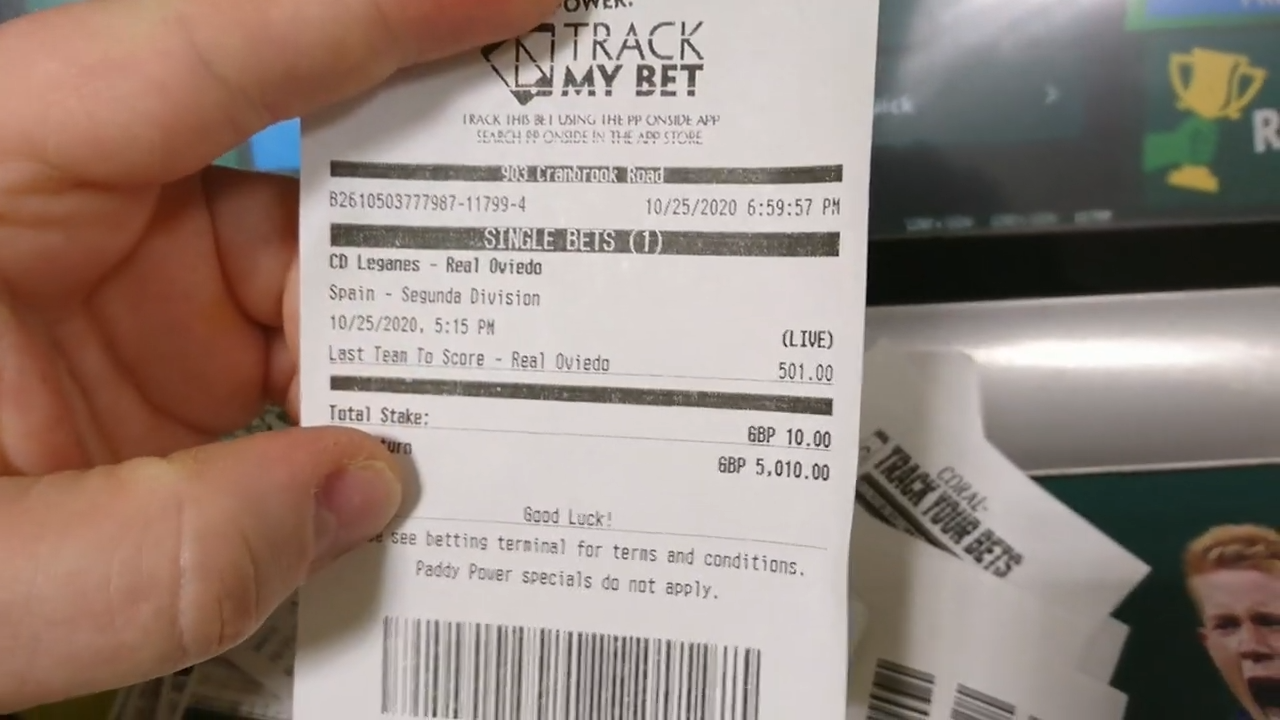 POWER.
TRACK
MY BET
TRACK THIS BET USING THE PP ONSIDE APP
SEARCH PP ONSIDE IN THE APP STORE
903 Cranbrook Road
B2610503777987-11799-4 10/25/2020 6:59:57 PM
SINGLE BETS (1)
CD Leganes - Real Oviedo
Spain - Segunda Division
10/25/2020, 5:15 PM (LIVE)
Last Team To Score - Real Oviedo 501.00
Total Stake: GBP 10.00
turn GBP 5,010.00
Good Luck!
see betting terminal for terms and conditions.
Paddy Power specials do not apply.
CORAL
TRACK YOUR BETS
R